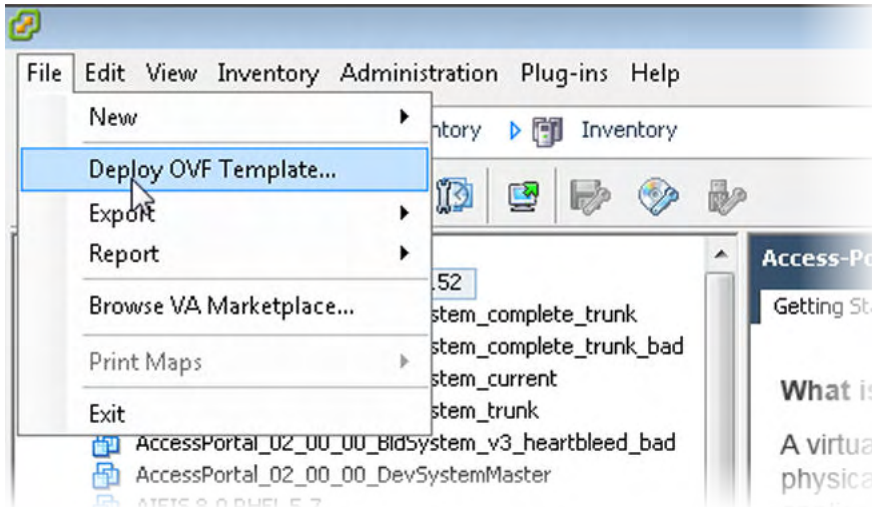 File Edit View Inventory Administration Plug-ins Help
New
ntory Inventory
Deploy OVF Template...
Export
Report
Access-Po
.52
Browse VA Marketplace...
stem_complete_trunk
Getting St
stem_complete_trunk_bad
Print Maps
stem_current
What is
stem_trunk
Exit
AccessPortal_02_00_00_BldSystem_v3_heartbleed_bad
A virtua
AccessPortal_02_00_00_DevSystemMaster
physica